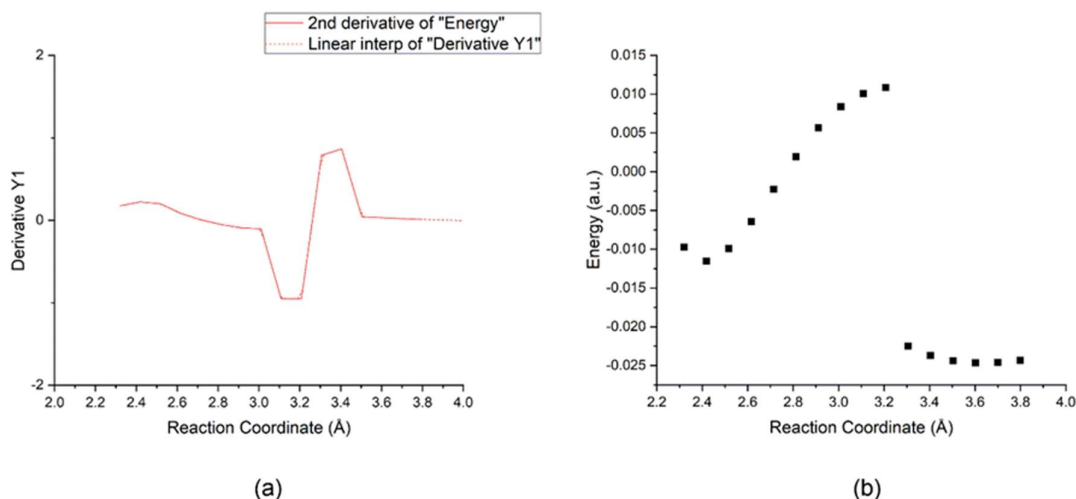 2nd derivative of "Energy"
Linear interp of "Derivative Y1"
2
0
-2
Derivative Y1
2.0 2.2 2.4 2.6 2.8 3.0 3.2 3.4 3.6 3.8 4.0
Reaction Coordinate (Å)
(a)
0.015
0.010
0.005
0.000
-0.005
-0.010
-0.015
-0.020
-0.025
Energy (a.u.)
2.2 2.4 2.6 2.8 3.0 3.2 3.4 3.6 3.8 4.0
Reaction Coordinate (Å)
(b)